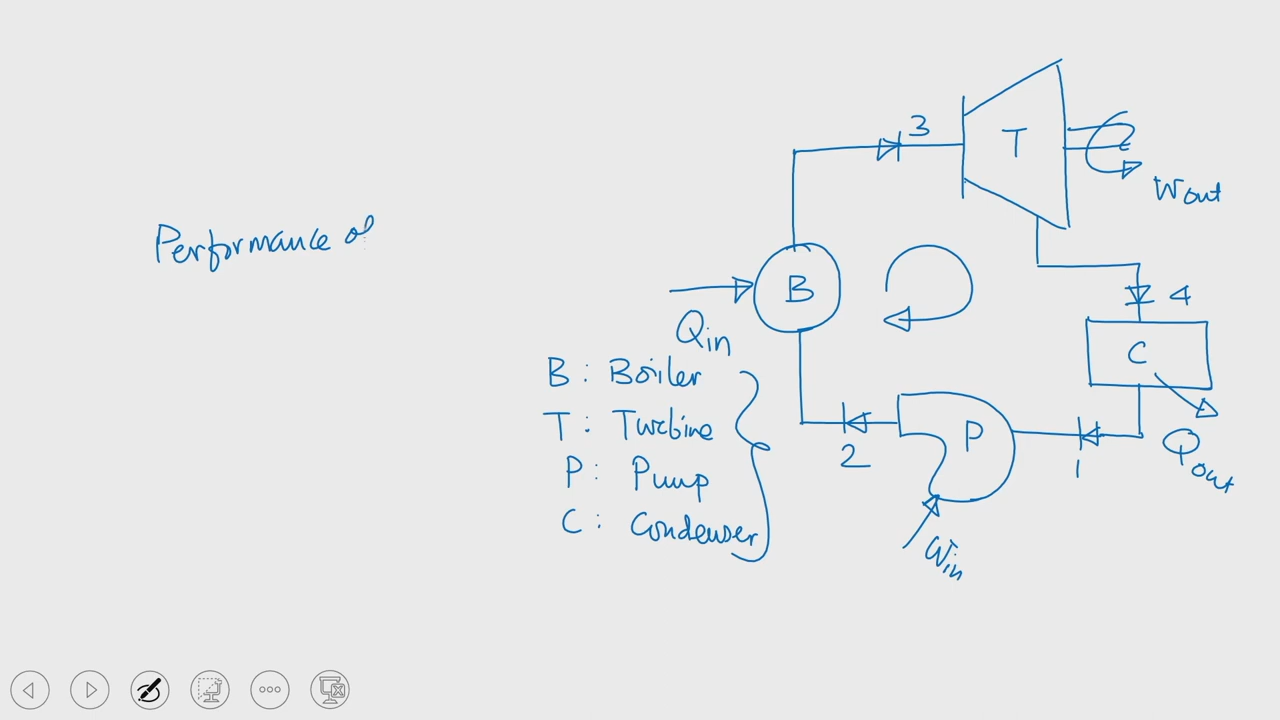 Performance of
3
T
Wout
B
Qin
4
C
Qout
B : Boiler
T : Turbine
P : Pump
C : Condenser
2
P
1
Win